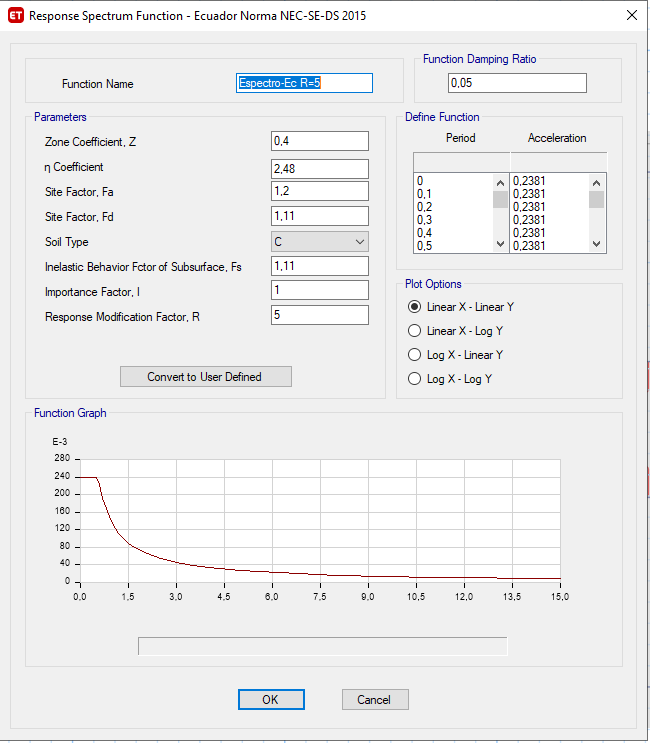 ET Response Spectrum Function - Ecuador Norma NEC-SE-DS 2015
Function Name
Espectro-Ec R=5
Function Damping Ratio
0,05
Parameters
Zone Coefficient, Z
0,4
η Coefficient
2,48
Site Factor, Fa
1,2
Site Factor, Fd
1,11
Soil Type
C
Inelastic Behavior Fctor of Subsurface, Fs
1,11
Importance Factor, I
1
Response Modification Factor, R
5
Convert to User Defined
Define Function
Period Acceleration
0 0,2381
0,1 0,2381
0,2 0,2381
0,3 0,2381
0,4 0,2381
0,5 0,2381
Plot Options
Linear X - Linear Y
Linear X - Log Y
Log X - Linear Y
Log X - Log Y
Function Graph
E-3
280
240
200
160
120
80
40
0
0,0 1,5 3,0 4,5 6,0 7,5 9,0 10,5 12,0 13,5 15,0
OK Cancel